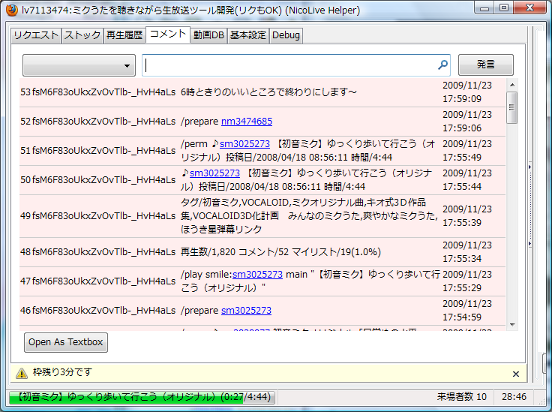 lv7113474:ミクうたを聴きながら生放送ツール開発(リクもOK) (NicoLive Helper)
リクエスト ストック 再生履歴 コメント 動画DB 基本設定 Debug
発言
53 fsM6F83oUkxZvOvTlb-_HvH4aLs 6時ときりのいいところで終わりにします～ 2009/11/23
17:59:09
52 fsM6F83oUkxZvOvTlb-_HvH4aLs /prepare nm3474685 2009/11/23
17:59:06
51 fsM6F83oUkxZvOvTlb-_HvH4aLs /perm ♪sm3025273 【初音ミク】ゆっくり歩いて行こう（オ 2009/11/23
リジナル）投稿日/2008/04/18 08:56:11 時間/4:44 17:55:49
50 fsM6F83oUkxZvOvTlb-_HvH4aLs ♪sm3025273 【初音ミク】ゆっくり歩いて行こう（オリジナ 2009/11/23
ル）投稿日/2008/04/18 08:56:11 時間/4:44 17:55:44
49 fsM6F83oUkxZvOvTlb-_HvH4aLs タグ/初音ミク,VOCALOID,ミクオリジナル曲,キオ式3D作品 2009/11/23
集,VOCALOID3D化計画　みんなのミクうた,爽やかなミクうた, 17:55:39
ほうき星弾幕リンク
48 fsM6F83oUkxZvOvTlb-_HvH4aLs 再生数/1,820 コメント/52 マイリスト/19(1.0%) 2009/11/23
17:55:34
47 fsM6F83oUkxZvOvTlb-_HvH4aLs /play smile:sm3025273 main "【初音ミク】ゆっくり歩いて行 2009/11/23
こう（オリジナル）" 17:55:29
46 fsM6F83oUkxZvOvTlb-_HvH4aLs /prepare sm3025273 2009/11/23
17:54:59
Open As Textbox
枠残り3分です
【初音ミク】ゆっくり歩いて行こう（オリジナル）(0:27/4:44) 来場者数 10 28:46